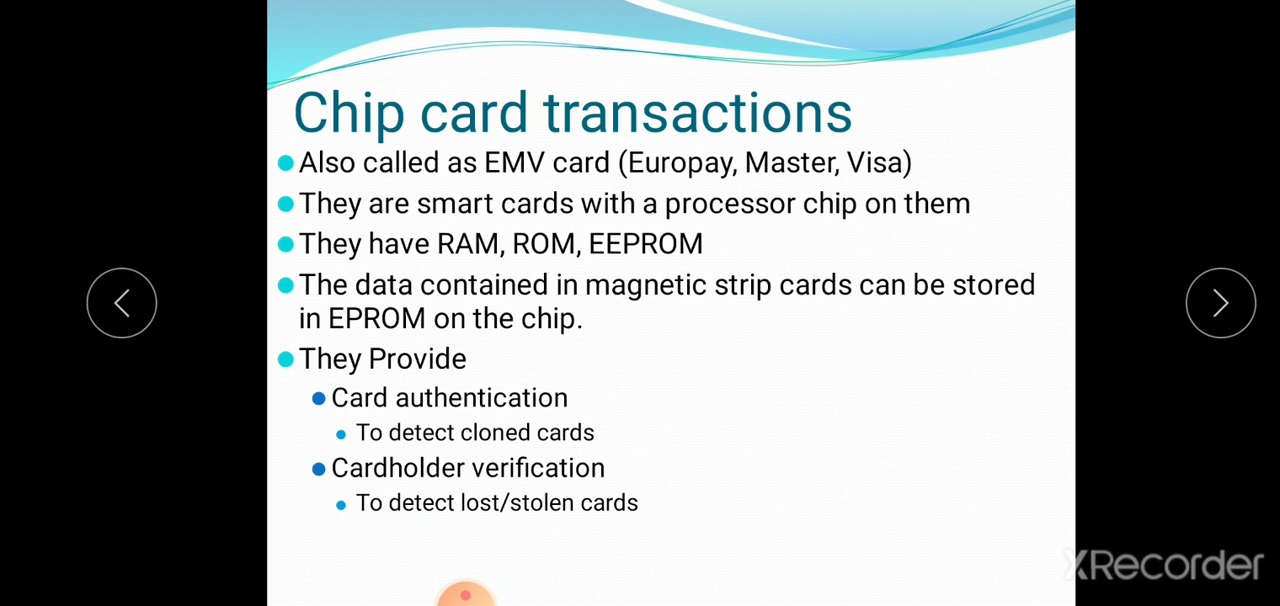 Chip card transactions
Also called as EMV card (Europay, Master, Visa)
They are smart cards with a processor chip on them
They have RAM, ROM, EEPROM
The data contained in magnetic strip cards can be stored
in EPROM on the chip.
They Provide
Card authentication
To detect cloned cards
Cardholder verification
To detect lost/stolen cards
XRecorder